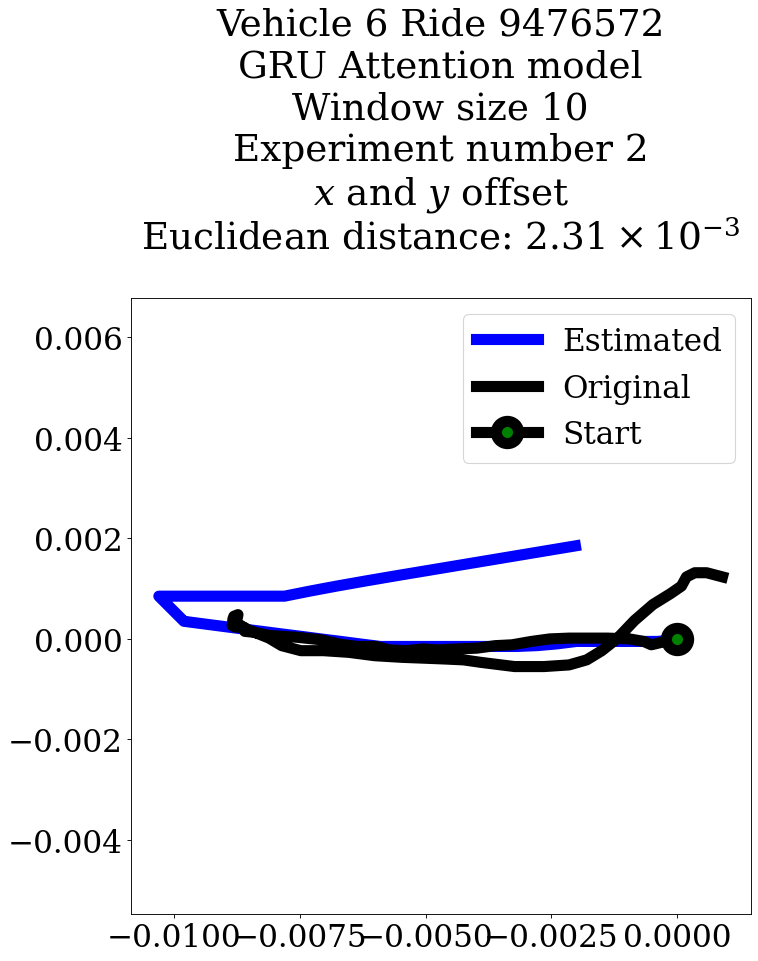 Vehicle 6 Ride 9476572
GRU Attention model
Window size 10
Experiment number 2
x and y offset
Euclidean distance: 2.31 × 10⁻³
Estimated
Original
Start
0.006
0.004
0.002
0.000
−0.002
−0.004
−0.0100 −0.0075 −0.0050 −0.0025 0.0000